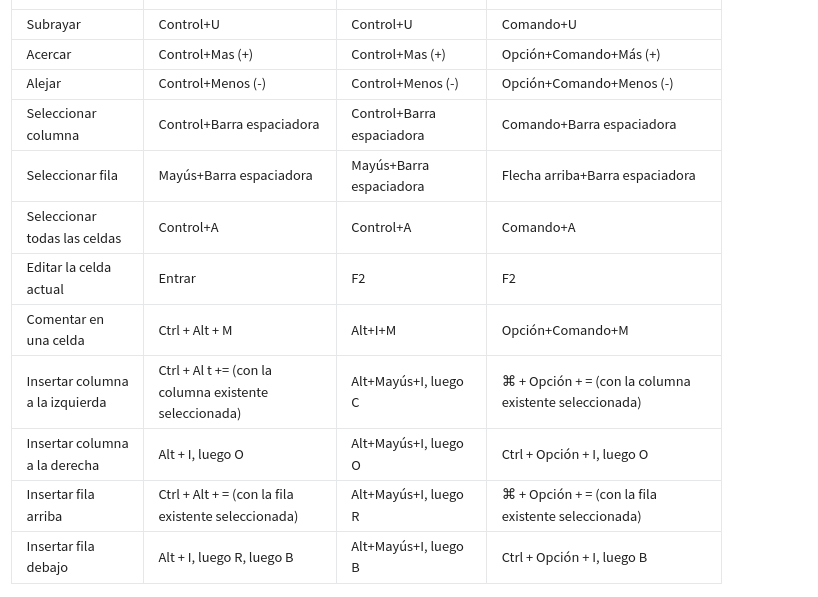 Subrayar Control+U Control+U Comando+U
Acercar Control+Mas (+) Control+Mas (+) Opción+Comando+Más (+)
Alejar Control+Menos (-) Control+Menos (-) Opción+Comando+Menos (-)
Seleccionar
columna
Control+Barra espaciadora
Control+Barra
espaciadora
Comando+Barra espaciadora
Seleccionar fila
Mayús+Barra espaciadora
Mayús+Barra
espaciadora
Flecha arriba+Barra espaciadora
Seleccionar
todas las celdas
Control+A
Control+A
Comando+A
Editar la celda
actual
Entrar
F2
F2
Comentar en
una celda
Ctrl + Alt + M
Alt+I+M
Opción+Comando+M
Insertar columna
a la izquierda
Ctrl + Al t += (con la
columna existente
seleccionada)
Alt+Mayús+I, luego
C
⌘ + Opción + = (con la columna
existente seleccionada)
Insertar columna
a la derecha
Alt + I, luego O
Alt+Mayús+I, luego
O
Ctrl + Opción + I, luego O
Insertar fila
arriba
Ctrl + Alt + = (con la fila
existente seleccionada)
Alt+Mayús+I, luego
R
⌘ + Opción + = (con la fila
existente seleccionada)
Insertar fila
debajo
Alt + I, luego R, luego B
Alt+Mayús+I, luego
B
Ctrl + Opción + I, luego B